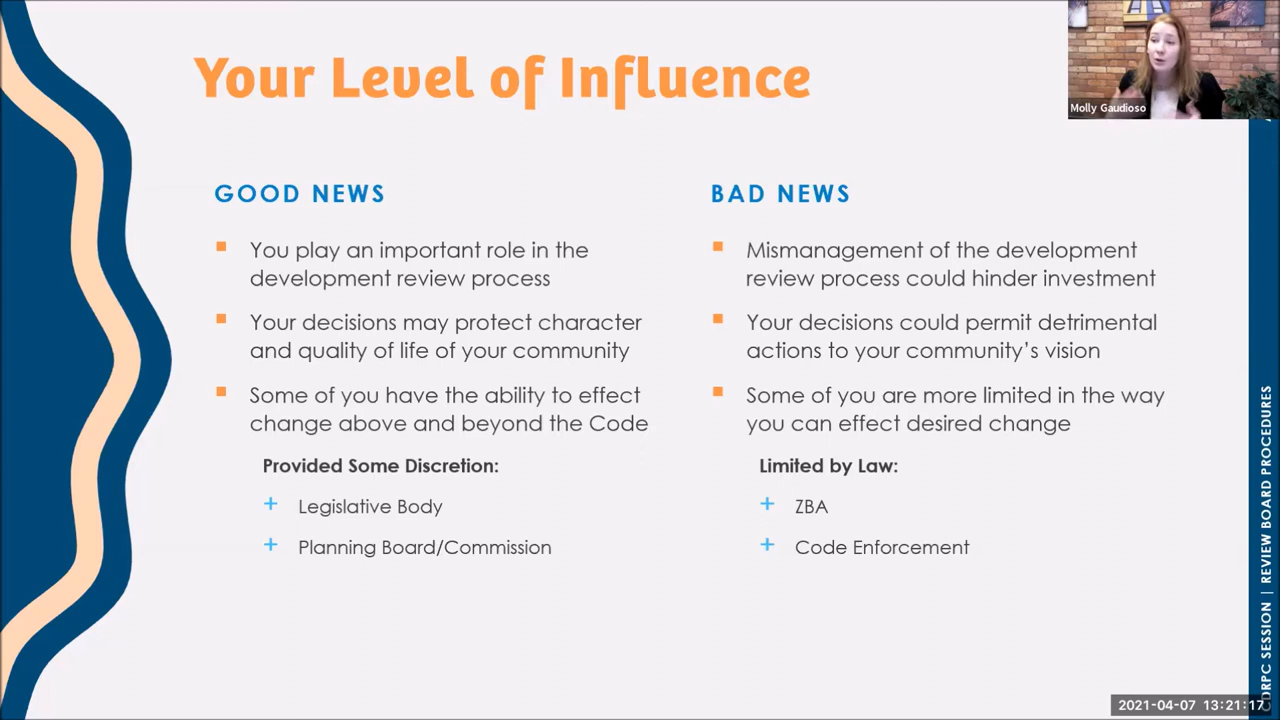 Your Level of Influence
Molly Gaudioso
GOOD NEWS
You play an important role in the
development review process
Your decisions may protect character
and quality of life of your community
Some of you have the ability to effect
change above and beyond the Code
Provided Some Discretion:
+ Legislative Body
+ Planning Board/Commission
BAD NEWS
Mismanagement of the development
review process could hinder investment
Your decisions could permit detrimental
actions to your community's vision
Some of you are more limited in the way
you can effect desired change
Limited by Law:
+ ZBA
+ Code Enforcement
CDRPC SESSION | REVIEW BOARD PROCEDURES
2021-04-07 13:21:17